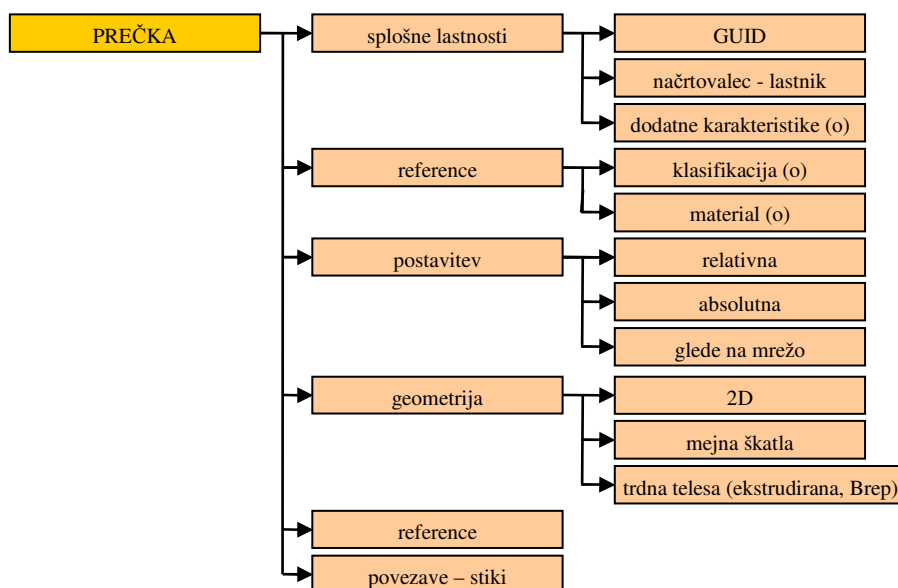 PREČKA
splošne lastnosti
GUID
načrtovalec - lastnik
dodatne karakteristike (o)
reference
klasifikacija (o)
material (o)
postavitev
relativna
absolutna
glede na mrežo
geometrija
2D
mejna škatla
trdna telesa (ekstrudirana, Brep)
reference
povezave – stiki